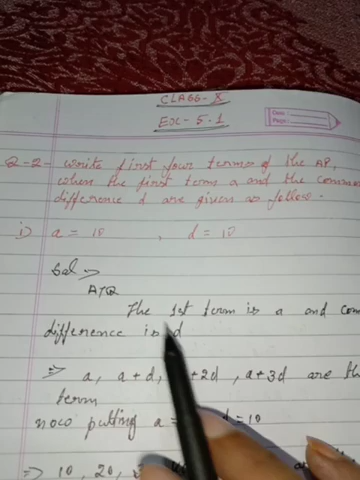 CLASS-X
EXC-5.1
Date :
Page :
Q-2- Write first four terms of the AP,
when the first term a and the common
difference d are given as follow.
i) a = 10 , d = 10
Sol →
ATQ
The 1st term is a and com
difference is d
⇒ a, a+d, +2d, a+3d are th
term
now putting a = d=10
⇒ 10, 20,